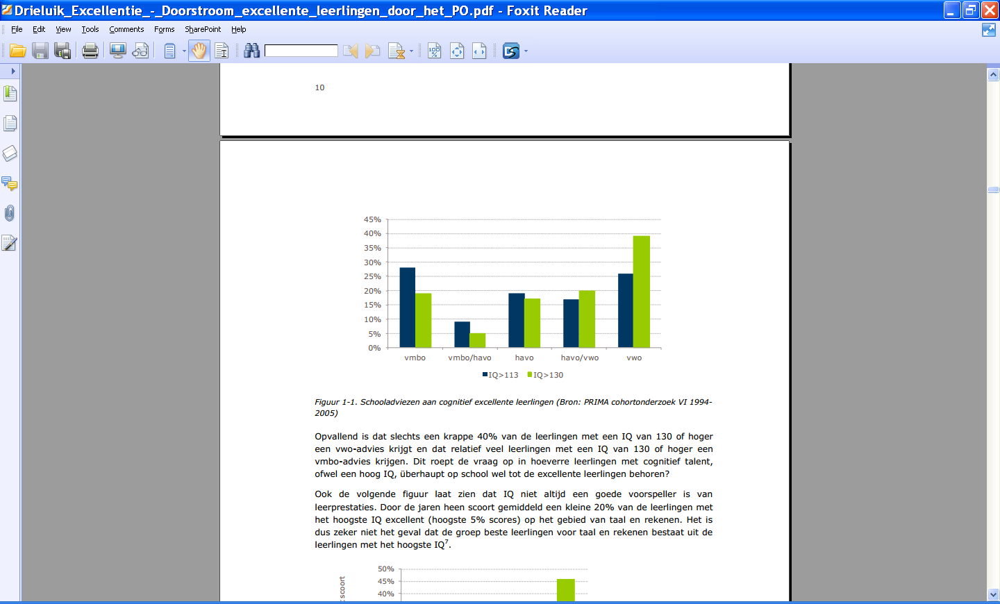 Drieluik_Excellentie_-_Doorstroom_excellente_leerlingen_door_het_PO.pdf - Foxit Reader
File Edit View Tools Comments Forms SharePoint Help
100
%
10
45%
40%
35%
30%
25%
20%
15%
10%
5%
0%
vmbo vmbo/havo havo havo/vwo vwo
IQ>113 IQ>130
Figuur 1-1. Schooladviezen aan cognitief excellente leerlingen (Bron: PRIMA cohortonderzoek VI 1994-
2005)
Opvallend is dat slechts een krappe 40% van de leerlingen met een IQ van 130 of hoger
een vwo-advies krijgt en dat relatief veel leerlingen met een IQ van 130 of hoger een
vmbo-advies krijgen. Dit roept de vraag op in hoeverre leerlingen met cognitief talent,
ofwel een hoog IQ, überhaupt op school wel tot de excellente leerlingen behoren?
Ook de volgende figuur laat zien dat IQ niet altijd een goede voorspeller is van
leerprestaties. Door de jaren heen scoort gemiddeld een kleine 20% van de leerlingen met
het hoogste IQ excellent (hoogste 5% scores) op het gebied van taal en rekenen. Het is
dus zeker niet het geval dat de groep beste leerlingen voor taal en rekenen bestaat uit de
leerlingen met het hoogste IQ7.
50%
45%
40%
scoort